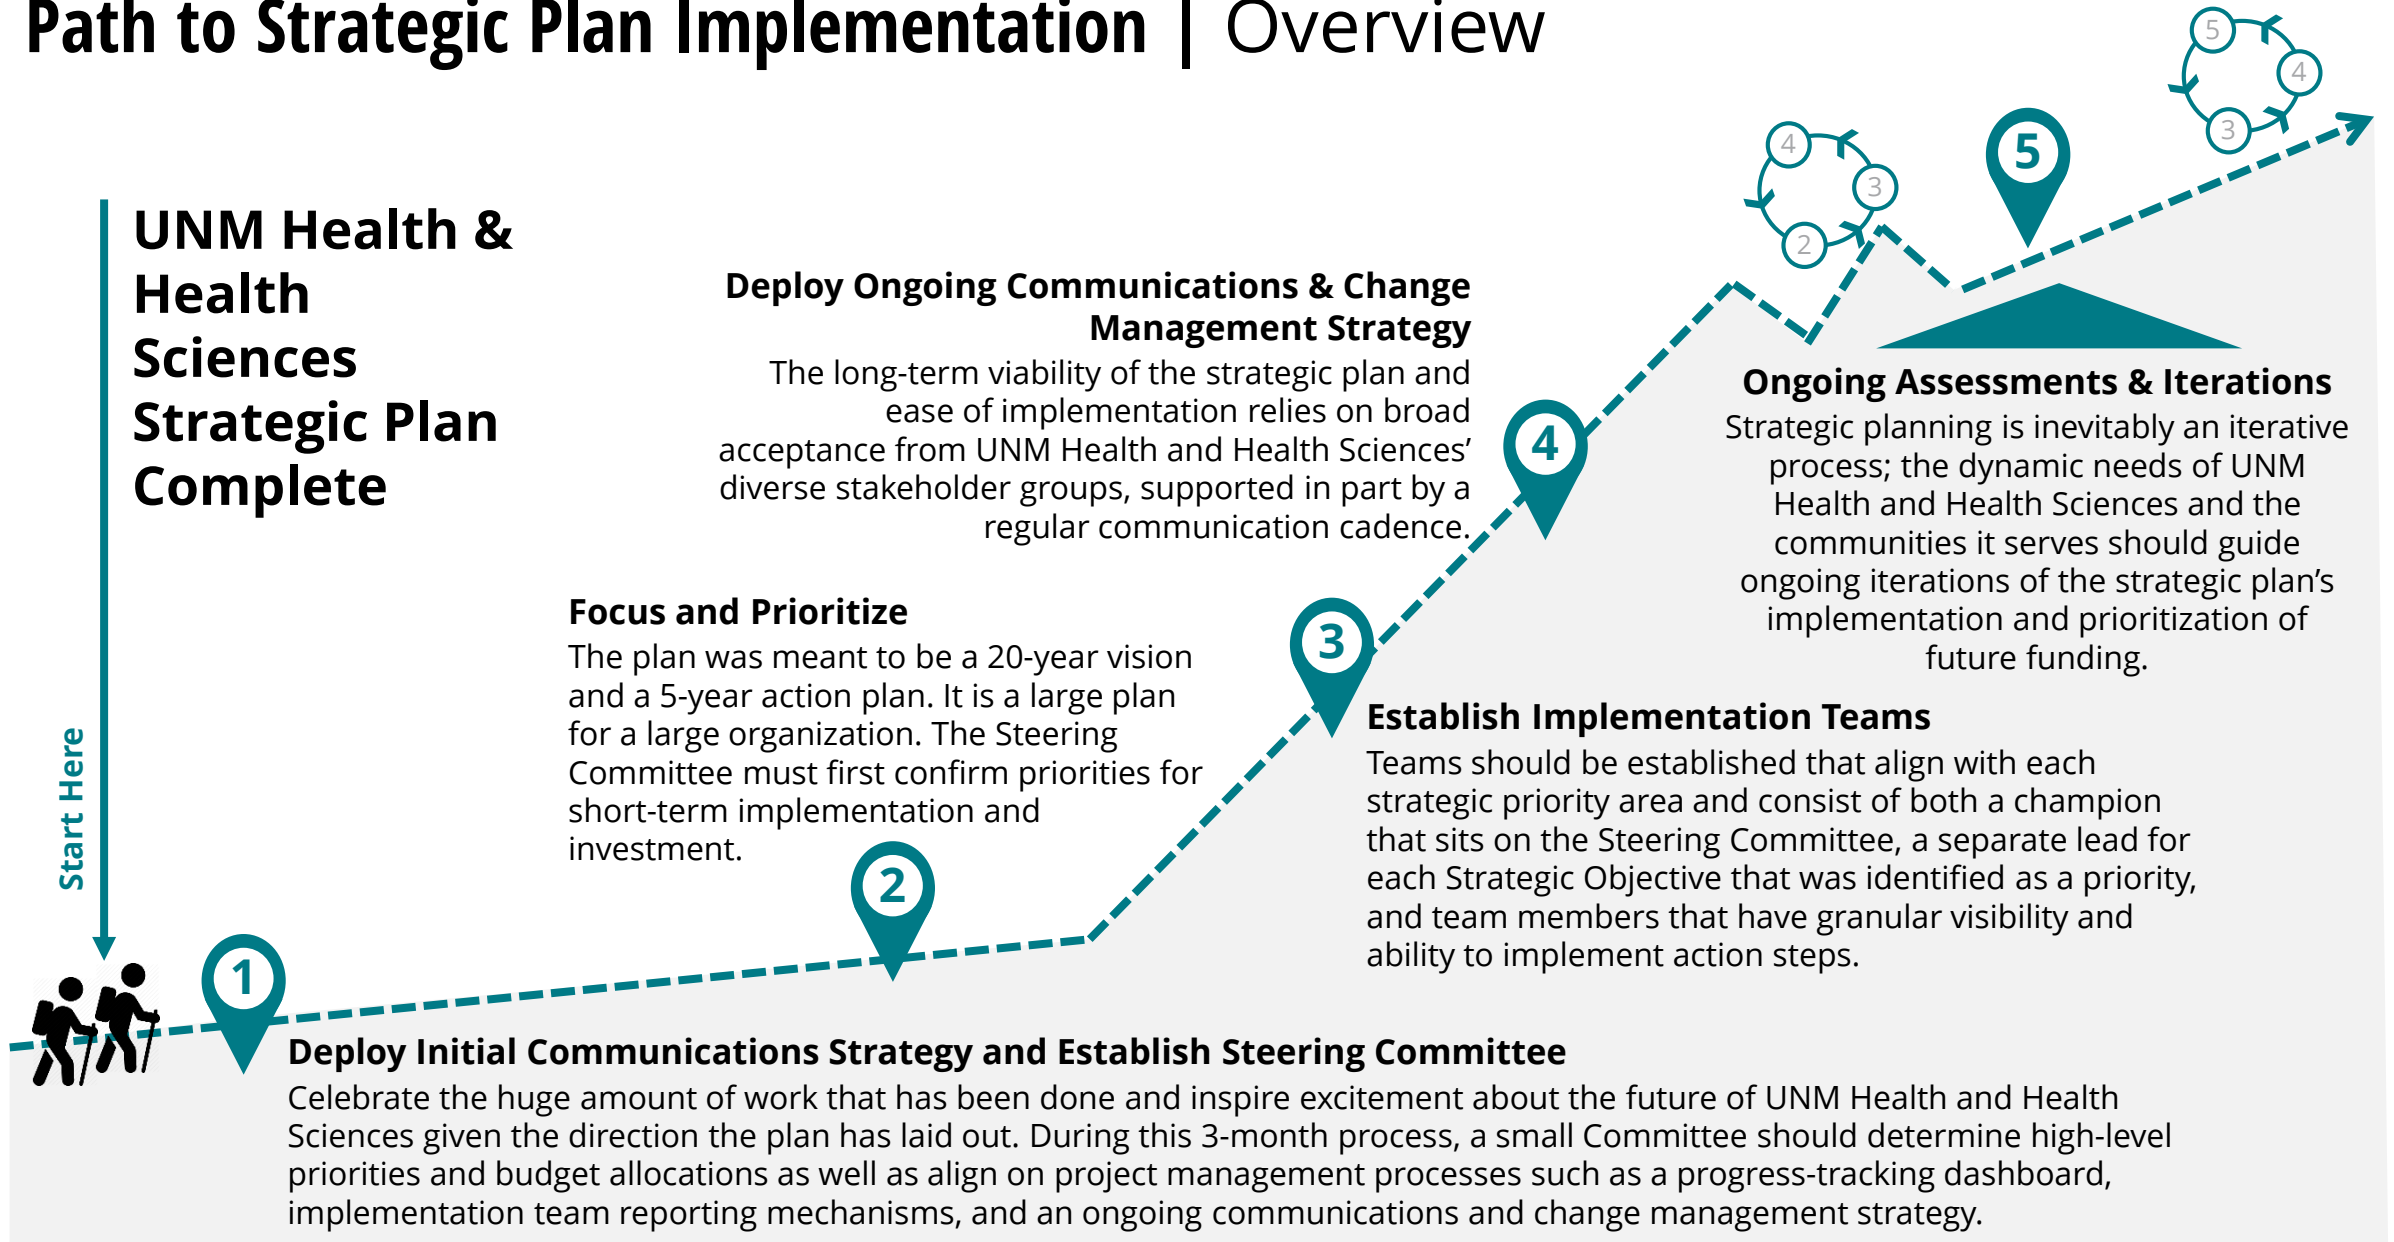 Path to Strategic Plan Implementation | Overview
UNM Health &
Health
Sciences
Strategic Plan
Complete
Start Here
1
Deploy Initial Communications Strategy and Establish Steering Committee
Celebrate the huge amount of work that has been done and inspire excitement about the future of UNM Health and Health
Sciences given the direction the plan has laid out. During this 3-month process, a small Committee should determine high-level
priorities and budget allocations as well as align on project management processes such as a progress-tracking dashboard,
implementation team reporting mechanisms, and an ongoing communications and change management strategy.
2
Focus and Prioritize
The plan was meant to be a 20-year vision
and a 5-year action plan. It is a large plan
for a large organization. The Steering
Committee must first confirm priorities for
short-term implementation and
investment.
3
Establish Implementation Teams
Teams should be established that align with each
strategic priority area and consist of both a champion
that sits on the Steering Committee, a separate lead for
each Strategic Objective that was identified as a priority,
and team members that have granular visibility and
ability to implement action steps.
4
Deploy Ongoing Communications & Change
Management Strategy
The long-term viability of the strategic plan and
ease of implementation relies on broad
acceptance from UNM Health and Health Sciences’
diverse stakeholder groups, supported in part by a
regular communication cadence.
4
3
2
5
Ongoing Assessments & Iterations
Strategic planning is inevitably an iterative
process; the dynamic needs of UNM
Health and Health Sciences and the
communities it serves should guide
ongoing iterations of the strategic plan’s
implementation and prioritization of
future funding.
5
4
3